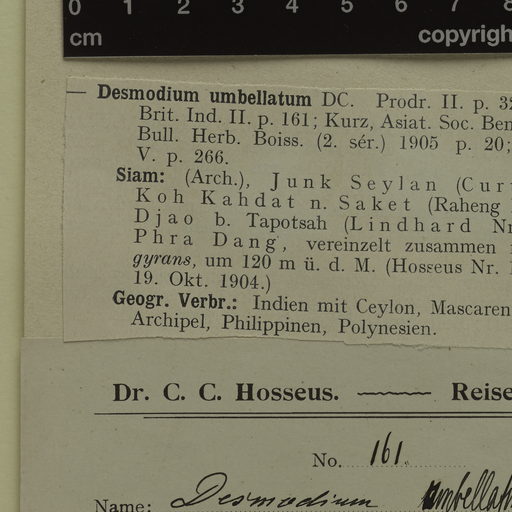 0 1 2 3 4 5 6 7
cm copyrigh
— Desmodium umbellatum DC. Prodr. II. p. 32
Brit. Ind. II. p. 161; Kurz, Asiat. Soc. Ben
Bull. Herb. Boiss. (2. sér.) 1905 p. 20;
V. p. 266.
Siam: (Arch.), Junk Seylan (Cur
Koh Kahdat n. Saket (Raheng
Djao b. Tapotsah (Lindhard Nr
Phra Dang, vereinzelt zusammen
gyrans, um 120 m ü. d. M. (Hosseus Nr.
19. Okt. 1904.)
Geogr. Verbr.: Indien mit Ceylon, Mascaren
Archipel, Philippinen, Polynesien.
Dr. C. C. Hosseus. — Reise
No. 161.
Name: Desmodium umbellat